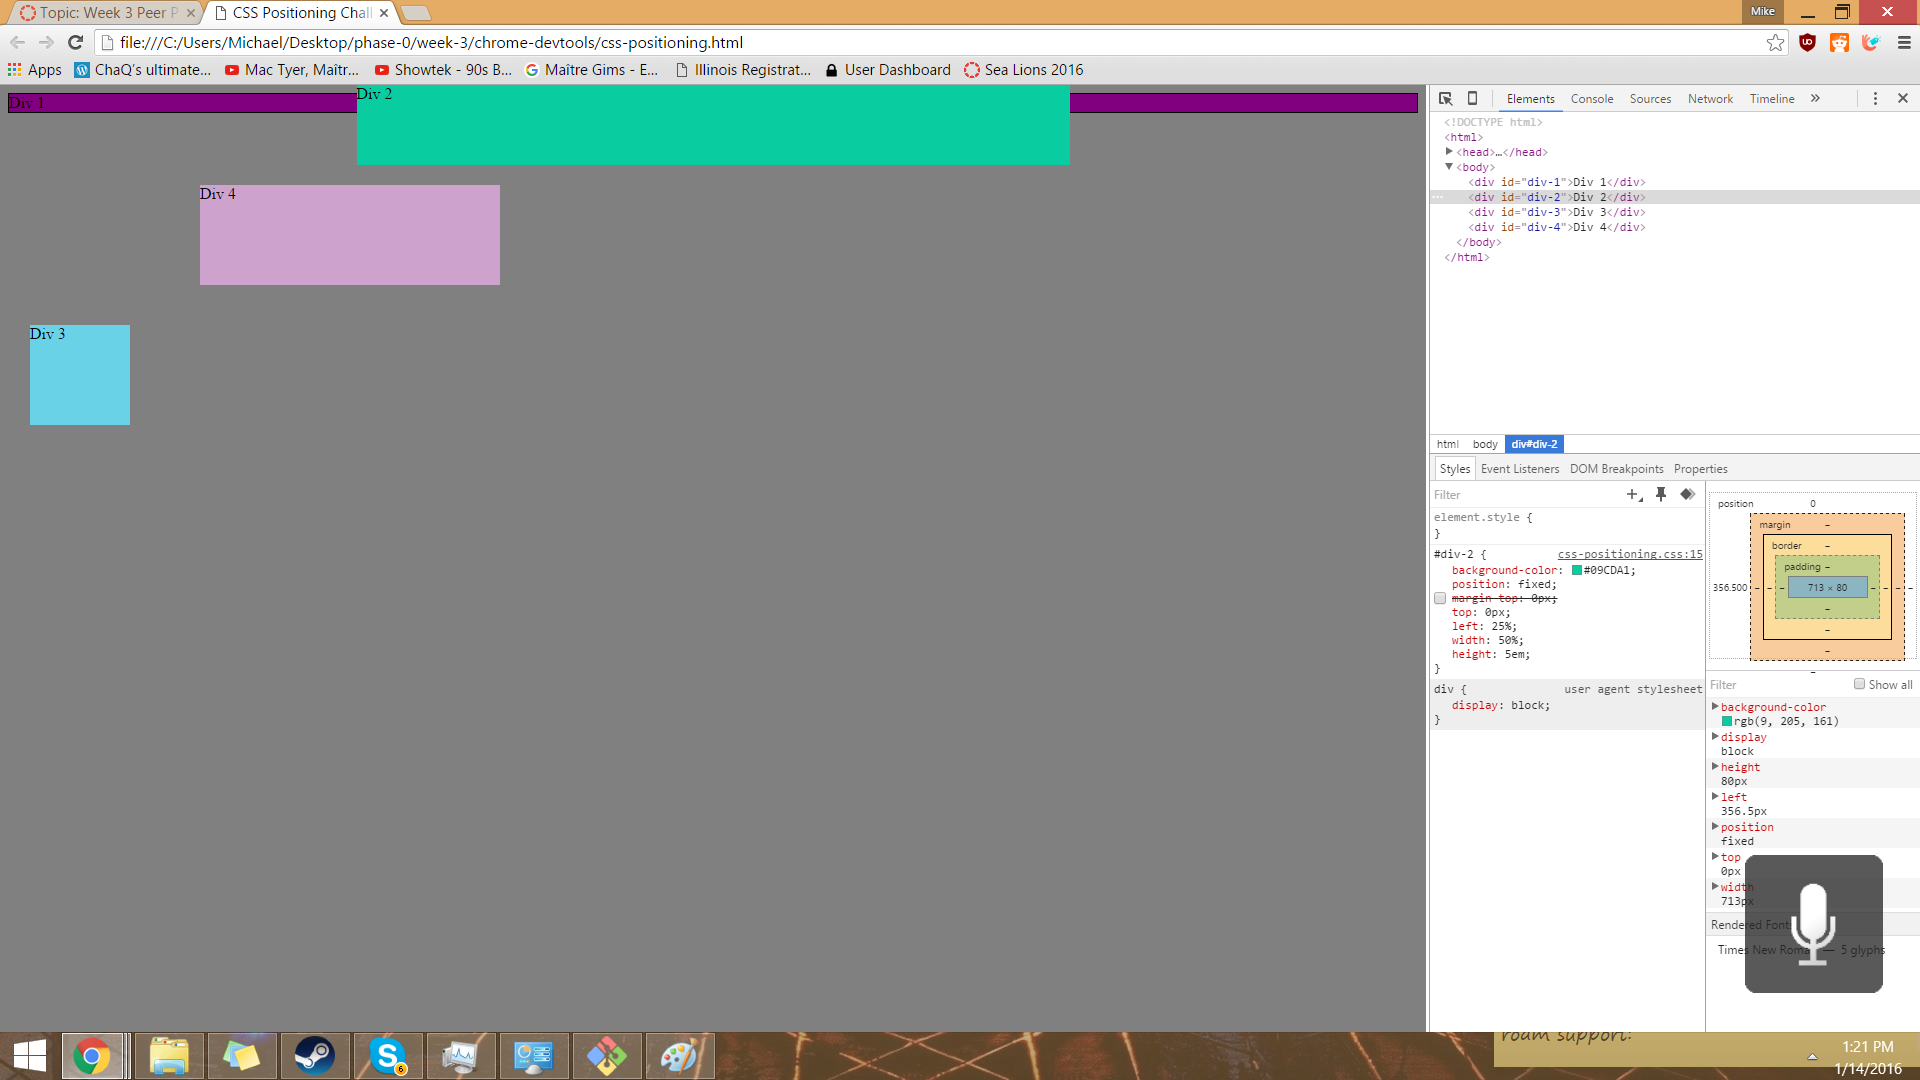 Topic: Week 3 Peer P
CSS Positioning Chall
Mike
file:///C:/Users/Michael/Desktop/phase-0/week-3/chrome-devtools/css-positioning.html
Apps
ChaQ's ultimate...
Mac Tyer, Maîtr...
Showtek - 90s B...
Maître Gims - E...
Illinois Registrat...
User Dashboard
Sea Lions 2016
Div 1
Div 2
Div 4
Div 3
Elements Console Sources Network Timeline »
<!DOCTYPE html>
<html>
<head>…</head>
<body>
<div id="div-1">Div 1</div>
<div id="div-2">Div 2</div>
<div id="div-3">Div 3</div>
<div id="div-4">Div 4</div>
</body>
</html>
html body div#div-2
Styles Event Listeners DOM Breakpoints Properties
Filter
element.style {
}
#div-2 { css-positioning.css:15
background-color: #09CDA1;
position: fixed;
margin top: 0px;
top: 0px;
left: 25%;
width: 50%;
height: 5em;
}
div { user agent stylesheet
display: block;
}
position 0
margin –
border –
padding –
356.500 – – – 713 × 80 – – – –
–
–
–
–
Filter Show all
background-color
rgb(9, 205, 161)
display
block
height
80px
left
356.5px
position
fixed
top
0px
width
713px
Rendered Fonts
Times New Roman — 5 glyphs
roam support:
6
1:21 PM
1/14/2016